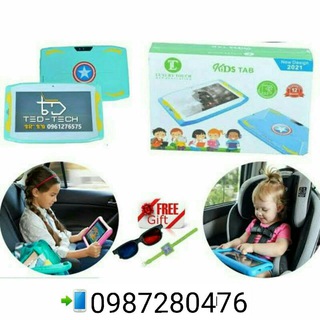 TED-TECH
0961276575
KiDS TAB
New Design
2021
FREE
Gift
0987280476